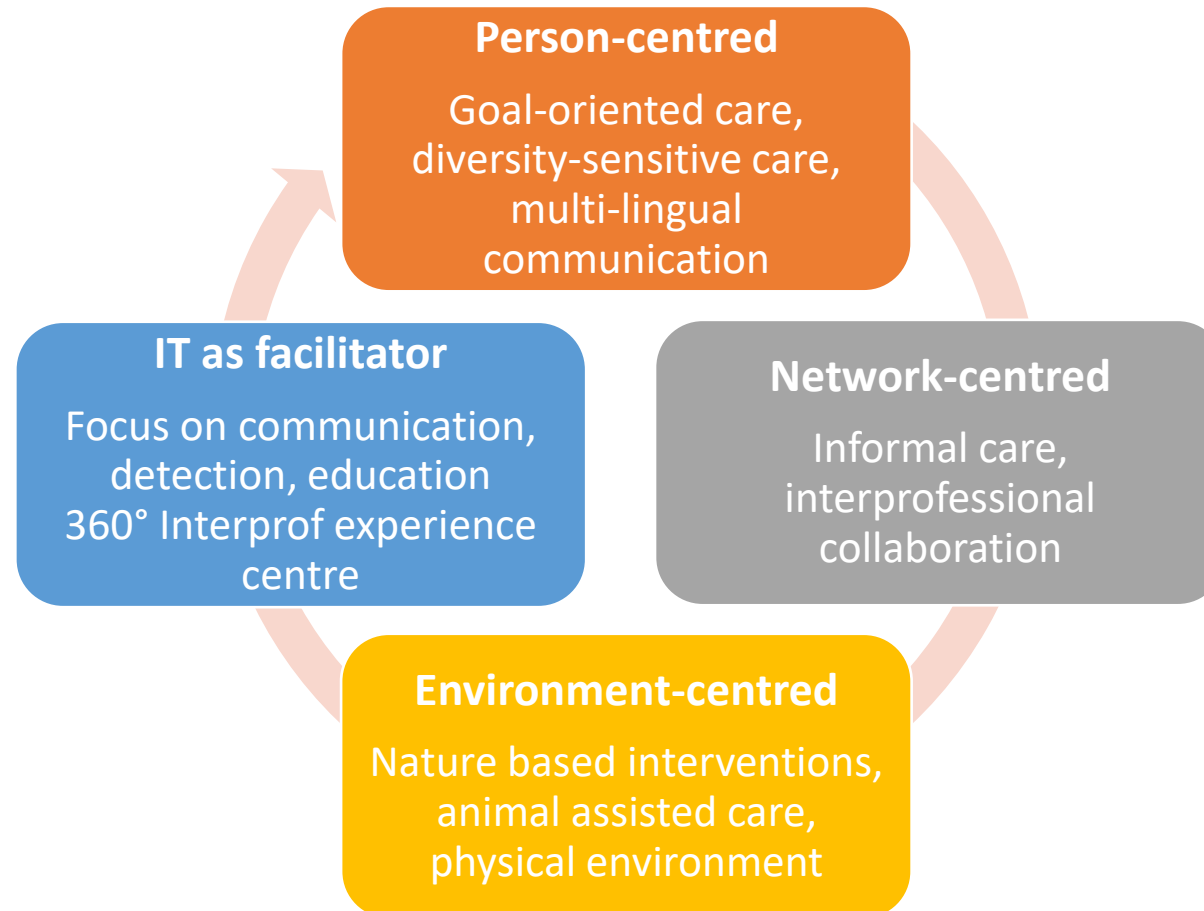 Person-centred
Goal-oriented care,
diversity-sensitive care,
multi-lingual
communication
IT as facilitator
Focus on communication,
detection, education
360° Interprof experience
centre
Network-centred
Informal care,
interprofessional
collaboration
Environment-centred
Nature based interventions,
animal assisted care,
physical environment